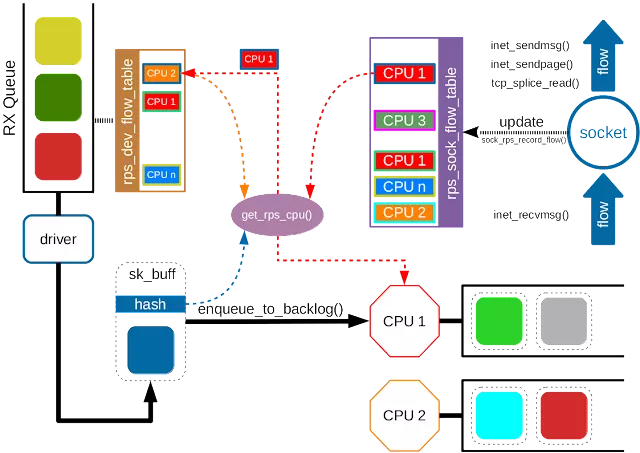 RX Queue
rps_dev_flow_table
CPU 2
CPU 1
CPU n
CPU 1
CPU 1
CPU 3
CPU 1
CPU n
CPU 2
rps_sock_flow_table
inet_sendmsg()
inet_sendpage()
tcp_splice_read()
flow
update
sock_rps_record_flow()
socket
get_rps_cpu()
inet_recvmsg()
flow
driver
sk_buff
hash
enqueue_to_backlog()
CPU 1
CPU 2